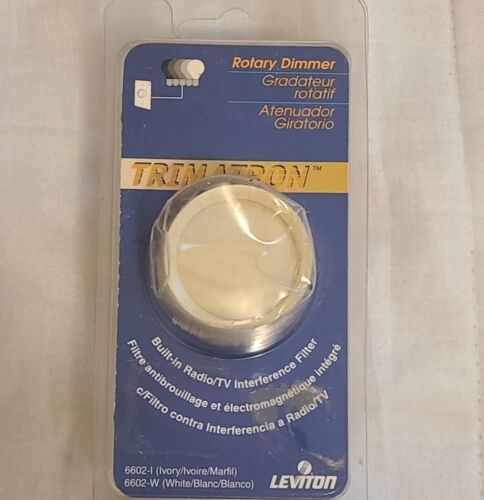 Rotary Dimmer
Gradateur
rotatif
Atenuador
Giratorio
TRIMATRON™
Built-in Radio/TV Interference Filter
Filtre antibrouillage et électromagnétique intégré
c/Filtro contra Interferencia a Radio/TV
6602-I (Ivory/Ivoire/Marfil)
6602-W (White/Blanc/Blanco)
LEVITON